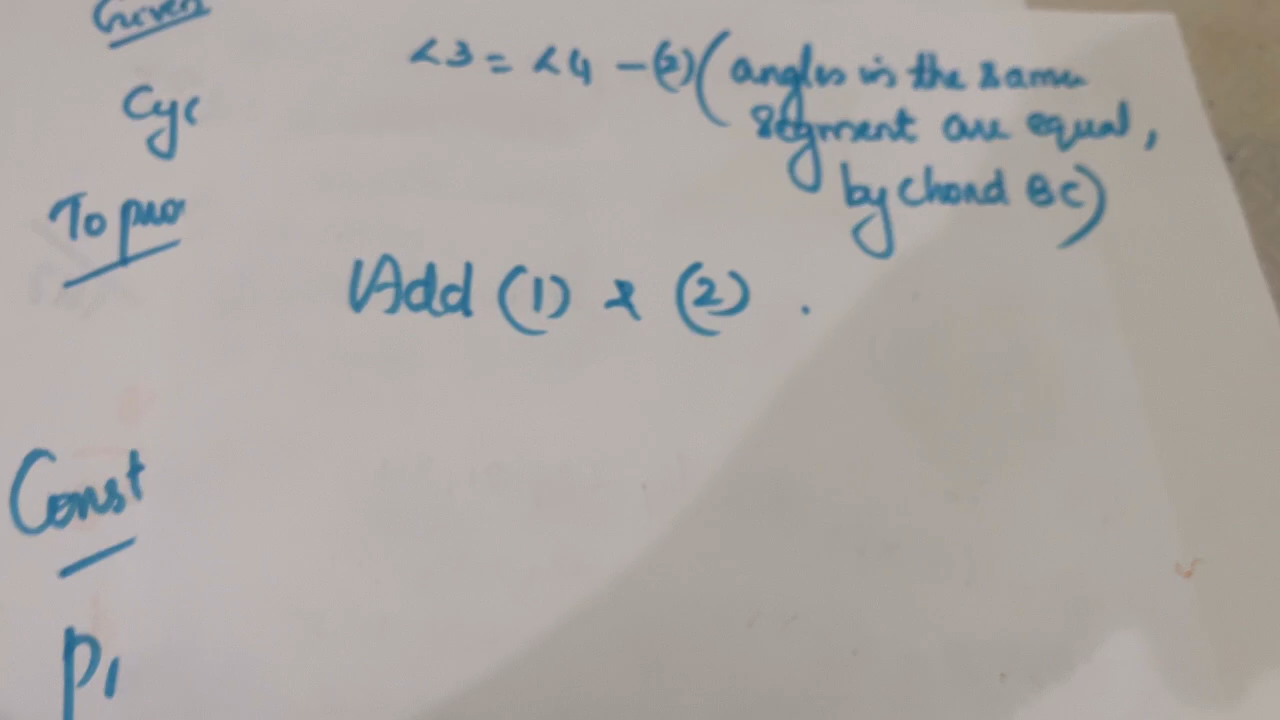 Given
∠3 = ∠4 –(2) (angles in the same
segment are equal,
Cyc
by chord BC)
To pro
Add (1) & (2) .
Const